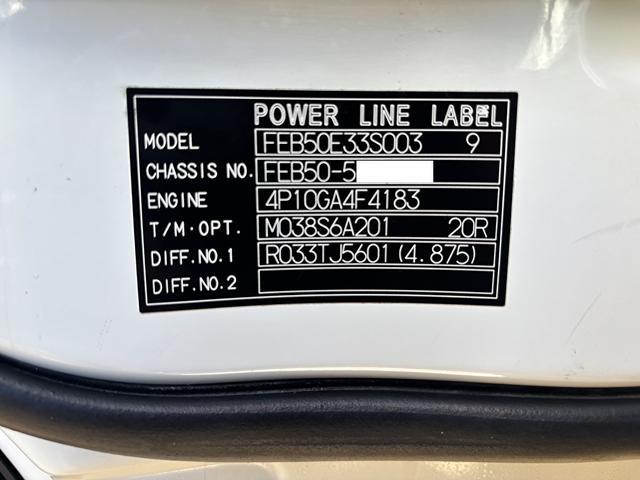 POWER LINE LABEL
MODEL FEB50E33S003 9
CHASSIS NO. FEB50-5
ENGINE 4P10GA4F4183
T/M·OPT. M038S6A201 20R
DIFF.NO.1 R033TJ5601(4.875)
DIFF.NO.2